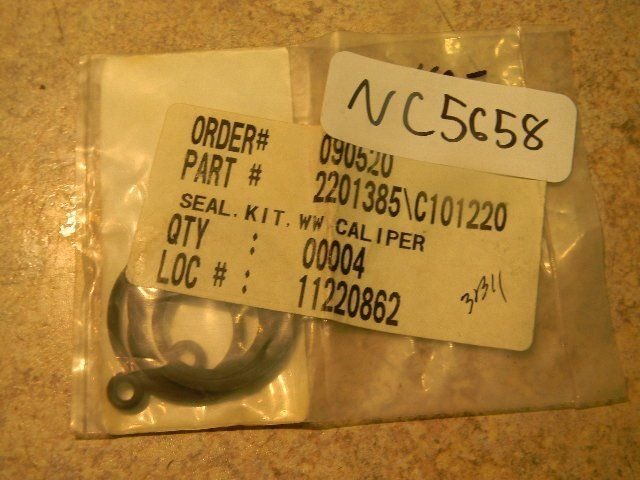 NC5658
ORDER# 090520
PART # 2201385\C101220
SEAL.KIT.WW CALIPER
QTY : 00004
LOC #: 11220862